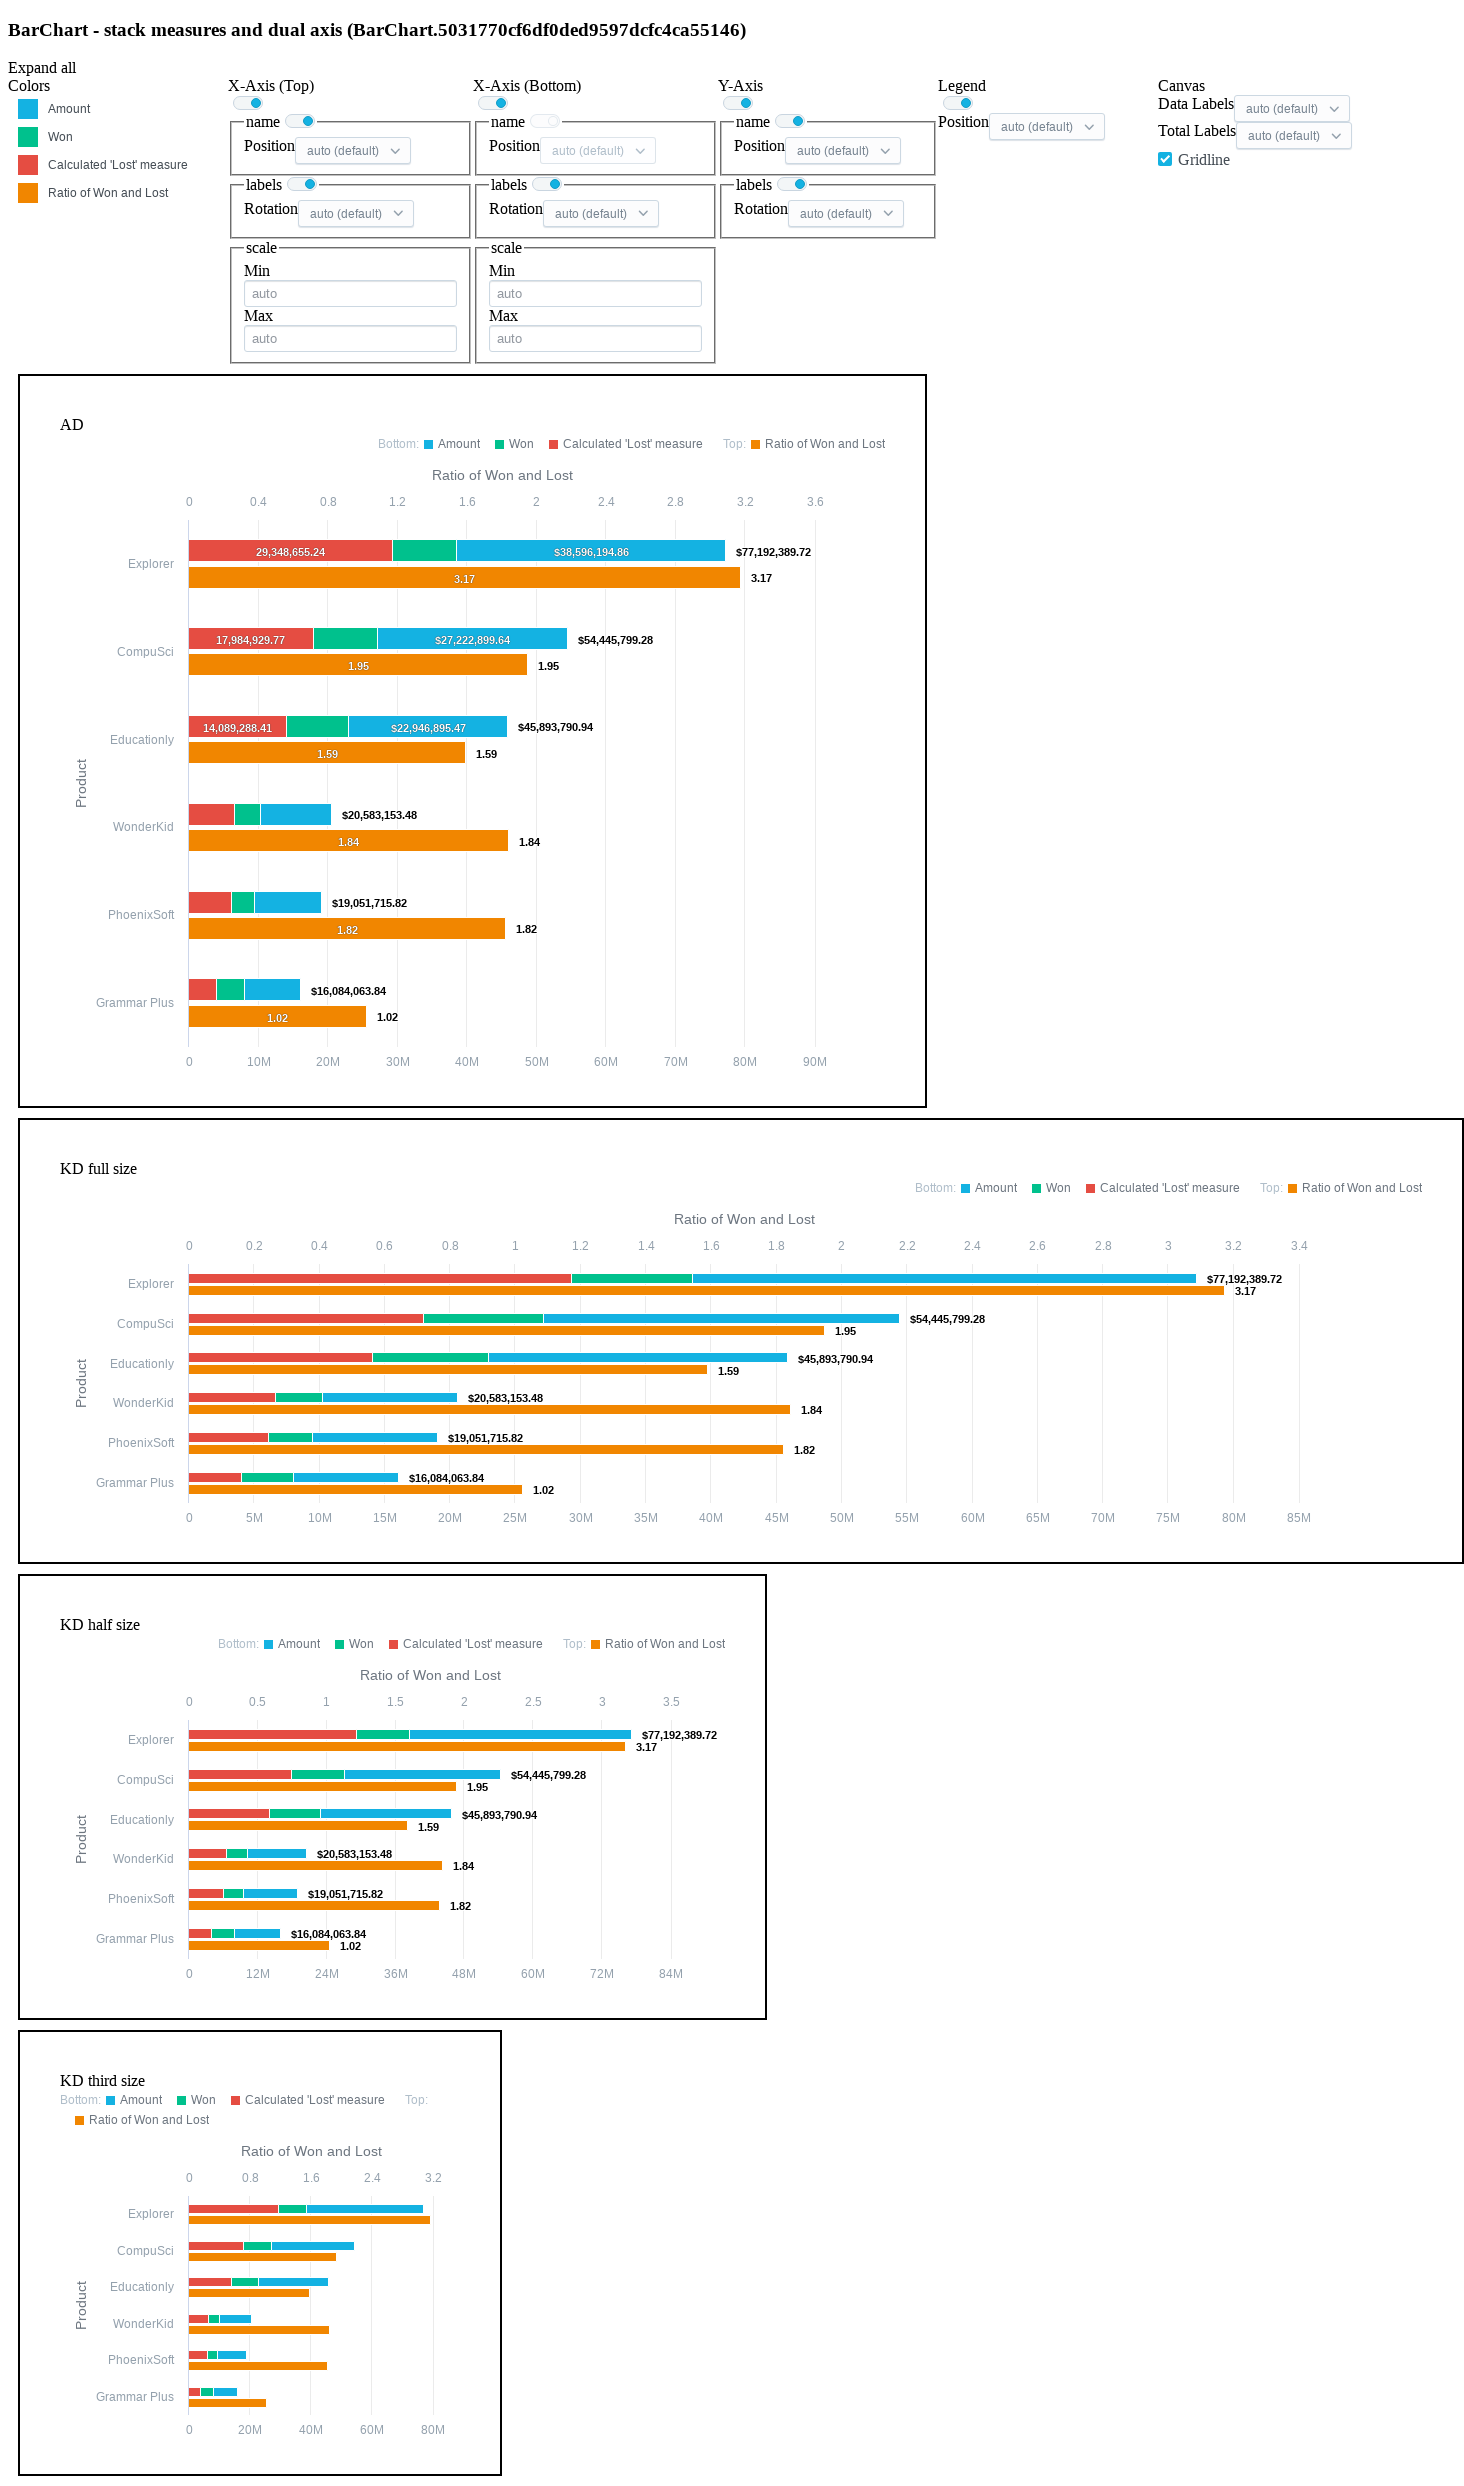 BarChart - stack measures and dual axis (BarChart.5031770cf6df0ded9597dcfc4ca55146)
Expand all
Colors
Amount
Won
Calculated 'Lost' measure
Ratio of Won and Lost
X-Axis (Top)
name
Position auto (default)
labels
Rotation auto (default)
scale
Min
auto
Max
auto
X-Axis (Bottom)
name
Position auto (default)
labels
Rotation auto (default)
scale
Min
auto
Max
auto
Y-Axis
name
Position auto (default)
labels
Rotation auto (default)
Legend
Position auto (default)
Canvas
Data Labels auto (default)
Total Labels auto (default)
Gridline
AD
Bottom: Amount Won Calculated 'Lost' measure Top: Ratio of Won and Lost
Ratio of Won and Lost
0 0.4 0.8 1.2 1.6 2 2.4 2.8 3.2 3.6
Product
Explorer 29,348,655.24 $38,596,194.86 $77,192,389.72
3.17 3.17
CompuSci 17,984,929.77 $27,222,899.64 $54,445,799.28
1.95 1.95
Educationly 14,089,288.41 $22,946,895.47 $45,893,790.94
1.59 1.59
WonderKid $20,583,153.48
1.84 1.84
PhoenixSoft $19,051,715.82
1.82 1.82
Grammar Plus $16,084,063.84
1.02 1.02
0 10M 20M 30M 40M 50M 60M 70M 80M 90M
KD full size
Bottom: Amount Won Calculated 'Lost' measure Top: Ratio of Won and Lost
Ratio of Won and Lost
0 0.2 0.4 0.6 0.8 1 1.2 1.4 1.6 1.8 2 2.2 2.4 2.6 2.8 3 3.2 3.4
Product
Explorer $77,192,389.72
3.17
CompuSci $54,445,799.28
1.95
Educationly $45,893,790.94
1.59
WonderKid $20,583,153.48
1.84
PhoenixSoft $19,051,715.82
1.82
Grammar Plus $16,084,063.84
1.02
0 5M 10M 15M 20M 25M 30M 35M 40M 45M 50M 55M 60M 65M 70M 75M 80M 85M
KD half size
Bottom: Amount Won Calculated 'Lost' measure Top: Ratio of Won and Lost
Ratio of Won and Lost
0 0.5 1 1.5 2 2.5 3 3.5
Product
Explorer $77,192,389.72
3.17
CompuSci $54,445,799.28
1.95
Educationly $45,893,790.94
1.59
WonderKid $20,583,153.48
1.84
PhoenixSoft $19,051,715.82
1.82
Grammar Plus $16,084,063.84
1.02
0 12M 24M 36M 48M 60M 72M 84M
KD third size
Bottom: Amount Won Calculated 'Lost' measure Top:
Ratio of Won and Lost
Ratio of Won and Lost
0 0.8 1.6 2.4 3.2
Product
Explorer
CompuSci
Educationly
WonderKid
PhoenixSoft
Grammar Plus
0 20M 40M 60M 80M